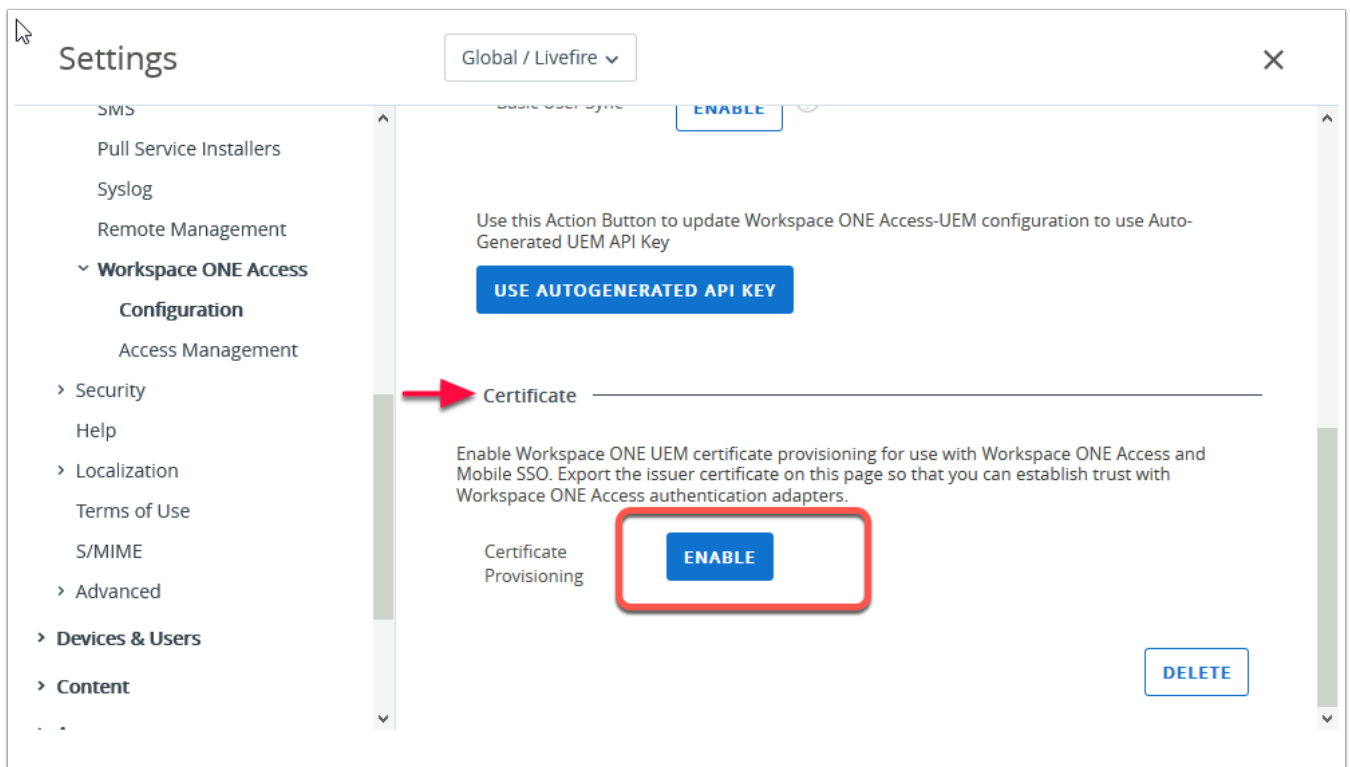 Settings
Global / Livefire
SMS
Pull Service Installers
Syslog
Remote Management
Workspace ONE Access
Configuration
Access Management
Security
Help
Localization
Terms of Use
S/MIME
Advanced
Devices & Users
Content
Basic User Sync
ENABLE
Use this Action Button to update Workspace ONE Access-UEM configuration to use Auto-
Generated UEM API Key
USE AUTOGENERATED API KEY
Certificate
Enable Workspace ONE UEM certificate provisioning for use with Workspace ONE Access and
Mobile SSO. Export the issuer certificate on this page so that you can establish trust with
Workspace ONE Access authentication adapters.
Certificate
Provisioning
ENABLE
DELETE